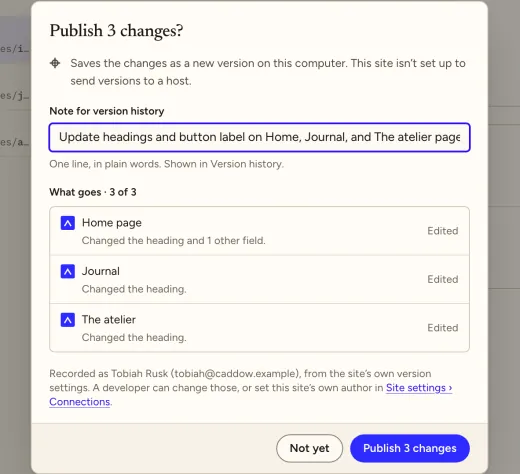 Publish 3 changes?
Saves the changes as a new version on this computer. This site isn’t set up to
send versions to a host.
es/i…
es/j…
es/a…
Note for version history
Update headings and button label on Home, Journal, and The atelier page
One line, in plain words. Shown in Version history.
What goes · 3 of 3
Home page
Changed the heading and 1 other field.
Edited
Journal
Changed the heading.
Edited
The atelier
Changed the heading.
Edited
Recorded as Tobiah Rusk (tobiah@caddow.example), from the site’s own version
settings. A developer can change those, or set this site’s own author in Site settings ›
Connections.
Not yet
Publish 3 changes